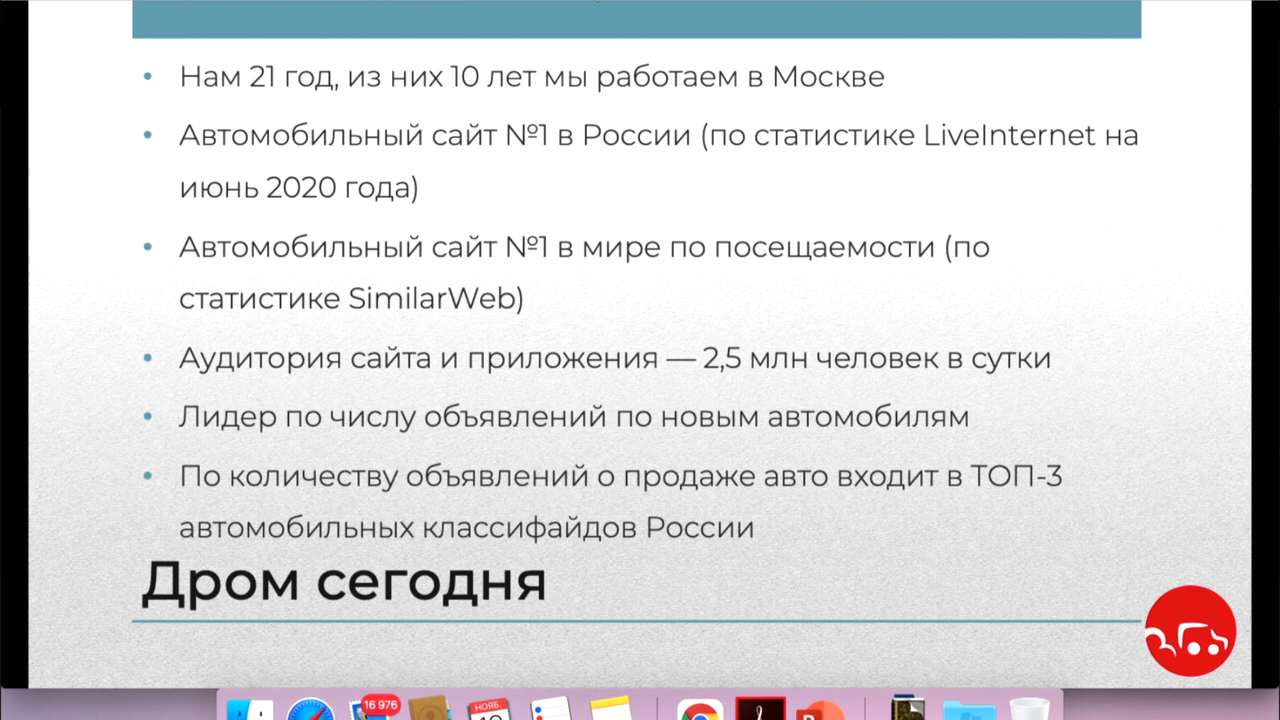 Нам 21 год, из них 10 лет мы работаем в Москве
Автомобильный сайт №1 в России (по статистике LiveInternet на
июнь 2020 года)
Автомобильный сайт №1 в мире по посещаемости (по
статистике SimilarWeb)
Аудитория сайта и приложения — 2,5 млн человек в сутки
Лидер по числу объявлений по новым автомобилям
По количеству объявлений о продаже авто входит в ТОП-3
автомобильных классифайдов России
Дром сегодня
16 976
НОЯБ.